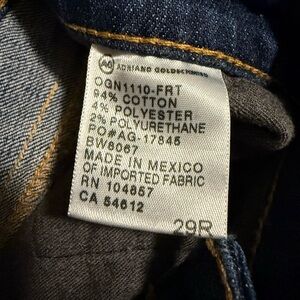 AG ADRIANO GOLDSCHMIED
OGN1110-FRT
94% COTTON
4% POLYESTER
2% POLYURETHANE
PO#AG-17845
BW8067
MADE IN MEXICO
OF IMPORTED FABRIC
RN 104857
CA 54612
29R